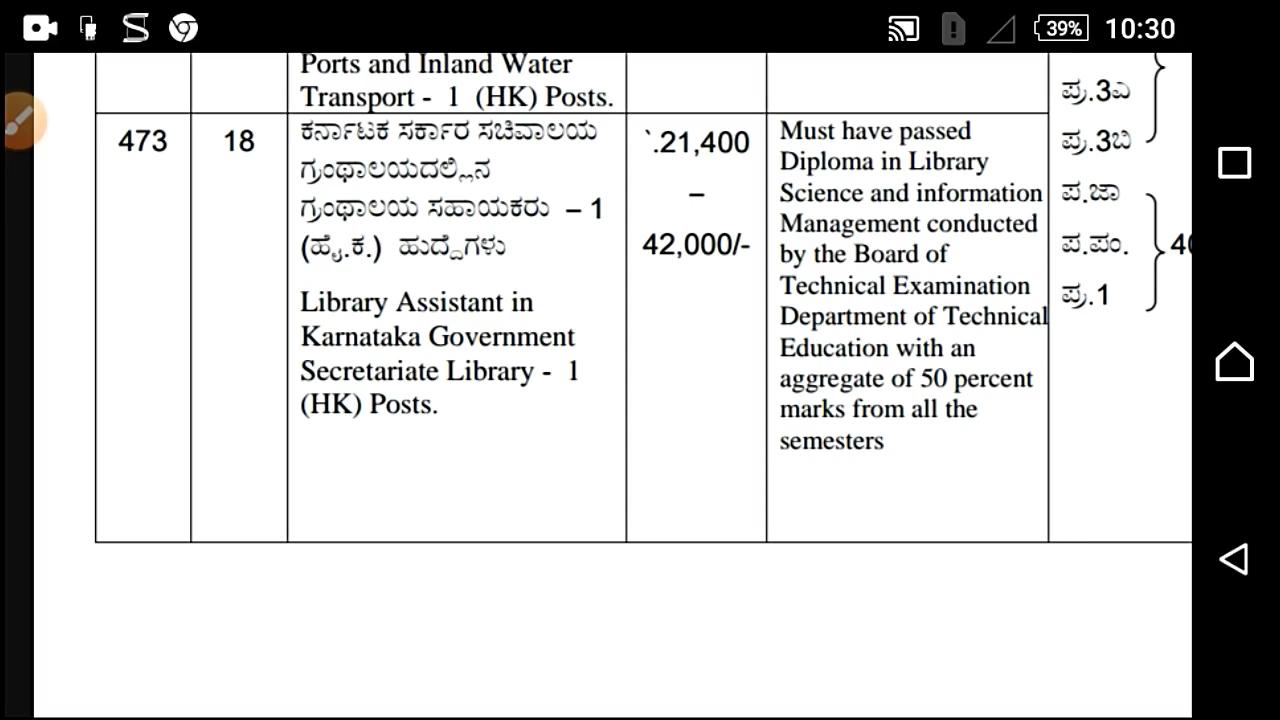 39% 10:30
Ports and Inland Water
Transport - 1 (HK) Posts.
ಪ್ರ.3ಎ
ಪ್ರ.3ಬಿ
473
18
ಕರ್ನಾಟಕ ಸರ್ಕಾರ ಸಚಿವಾಲಯ
ಗ್ರಂಥಾಲಯದಲ್ಲಿನ
ಗ್ರಂಥಾಲಯ ಸಹಾಯಕರು – 1
(ಹೈ.ಕ.) ಹುದ್ದೆಗಳು
Library Assistant in
Karnataka Government
Secretariate Library - 1
(HK) Posts.
`.21,400
–
42,000/-
Must have passed
Diploma in Library
Science and information
Management conducted
by the Board of
Technical Examination
Department of Technical
Education with an
aggregate of 50 percent
marks from all the
semesters
ಪ.ಜಾ
ಪ.ಪಂ.
ಪ್ರ.1